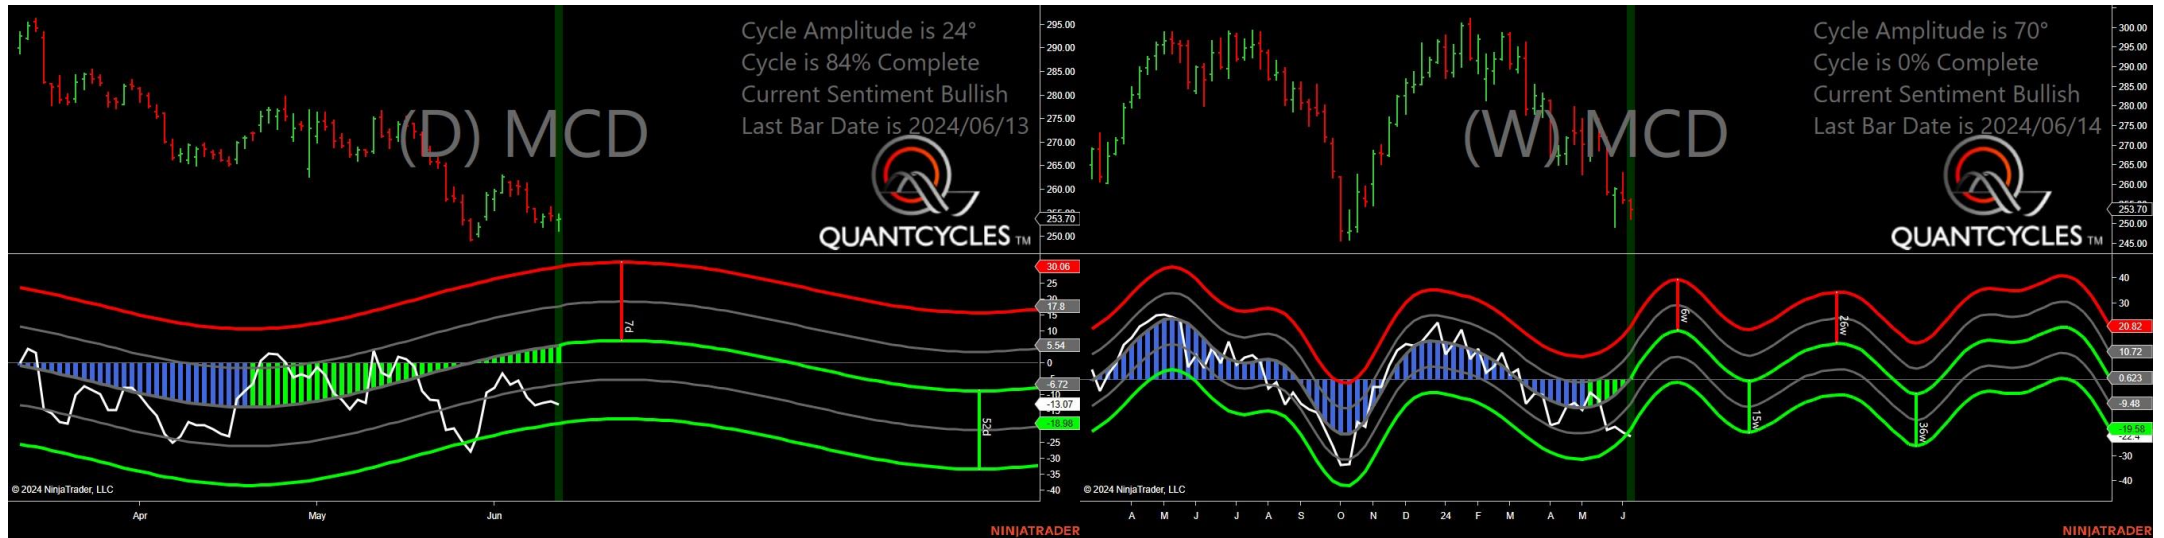 Cycle Amplitude is 24°
Cycle is 84% Complete
Current Sentiment Bullish
Last Bar Date is 2024/06/13
(D) MCD
QUANTCYCLES TM
295.00
290.00
285.00
280.00
275.00
270.00
265.00
260.00
253.70
250.00
30.06
25
17.8
15
10
5.54
0
-6.72
-10
-13.07
-18.98
-25
-30
-35
-40
7d
52d
© 2024 NinjaTrader, LLC
Apr May Jun
NINJATRADER
Cycle Amplitude is 70°
Cycle is 0% Complete
Current Sentiment Bullish
Last Bar Date is 2024/06/14
(W) MCD
QUANTCYCLES TM
300.00
295.00
290.00
285.00
280.00
275.00
270.00
265.00
260.00
253.70
250.00
245.00
40
30
20.82
10.72
0.623
-9.48
-19.58
-22.4
-30
-40
6w
15w
26w
36w
© 2024 NinjaTrader, LLC
A M J J A S O N D 24 F M A M J
NINJATRADER